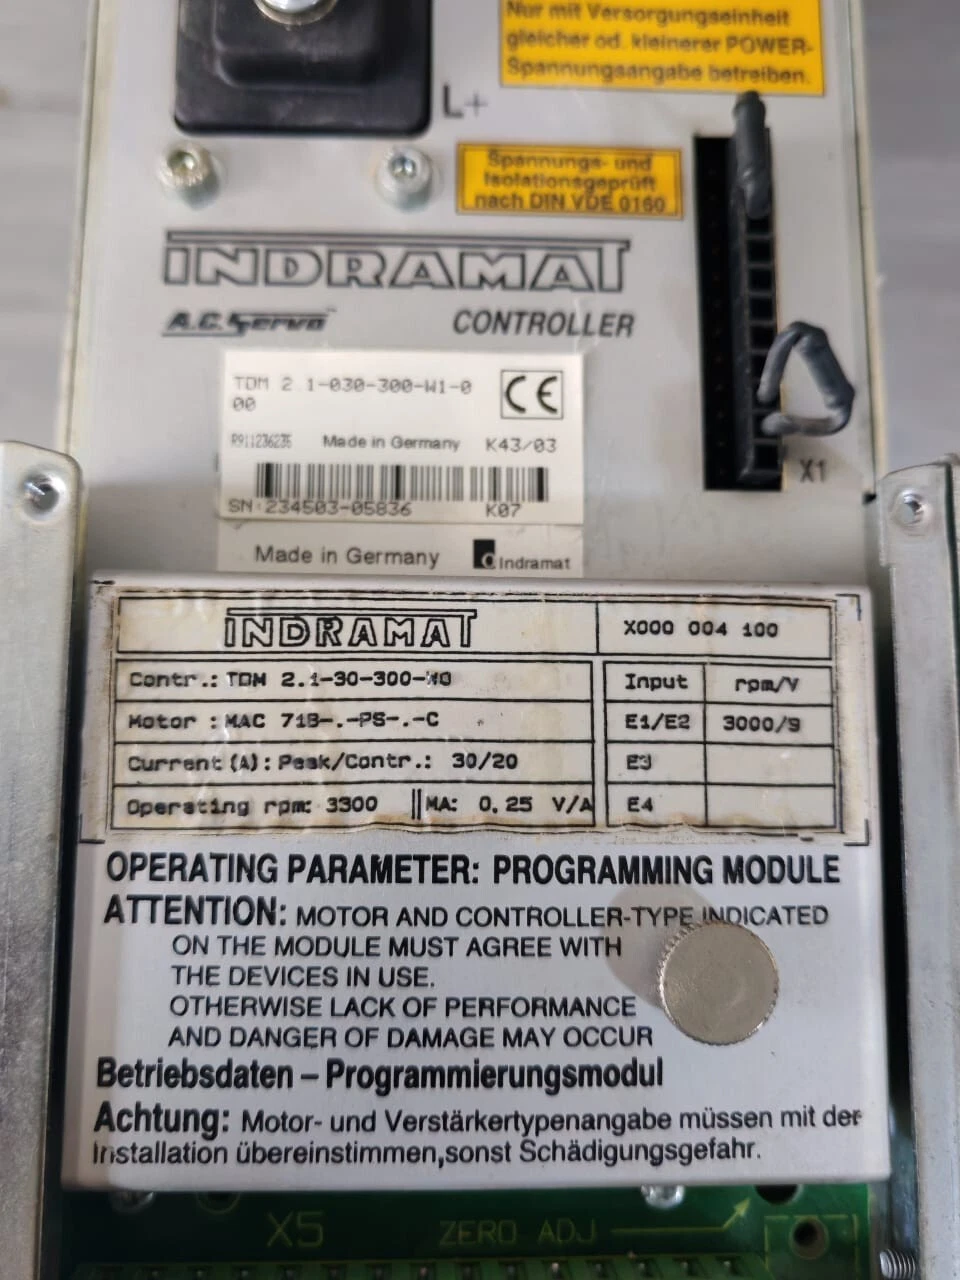 Nur mit Versorgungseinheit
gleicher od. kleinerer POWER-
Spannungsangabe betreiben.
L+
Spannungs- und
Isolationsgeprüft
nach DIN VDE 0160
INDRAMAT
A.C. Servo
CONTROLLER
TDM 2.1-030-300-W1-0
00
CE
R911236235 Made in Germany K43/03
SN:234503-05836 K07
X1
Made in Germany Indramat
INDRAMAT X000 004 100
Contr.: TDM 2.1-30-300-W0 Input rpm/V
Motor : MAC 71B-.-PS-.-C E1/E2 3000/9
Current(A): Peak/Contr.: 30/20 E3
Operating rpm: 3300 MA: 0.25 V/A E4
OPERATING PARAMETER: PROGRAMMING MODULE
ATTENTION: MOTOR AND CONTROLLER-TYPE INDICATED
ON THE MODULE MUST AGREE WITH
THE DEVICES IN USE.
OTHERWISE LACK OF PERFORMANCE
AND DANGER OF DAMAGE MAY OCCUR
Betriebsdaten – Programmierungsmodul
Achtung: Motor- und Verstärkertypenangabe müssen mit der
Installation übereinstimmen,sonst Schädigungsgefahr.
X5 ZERO ADJ